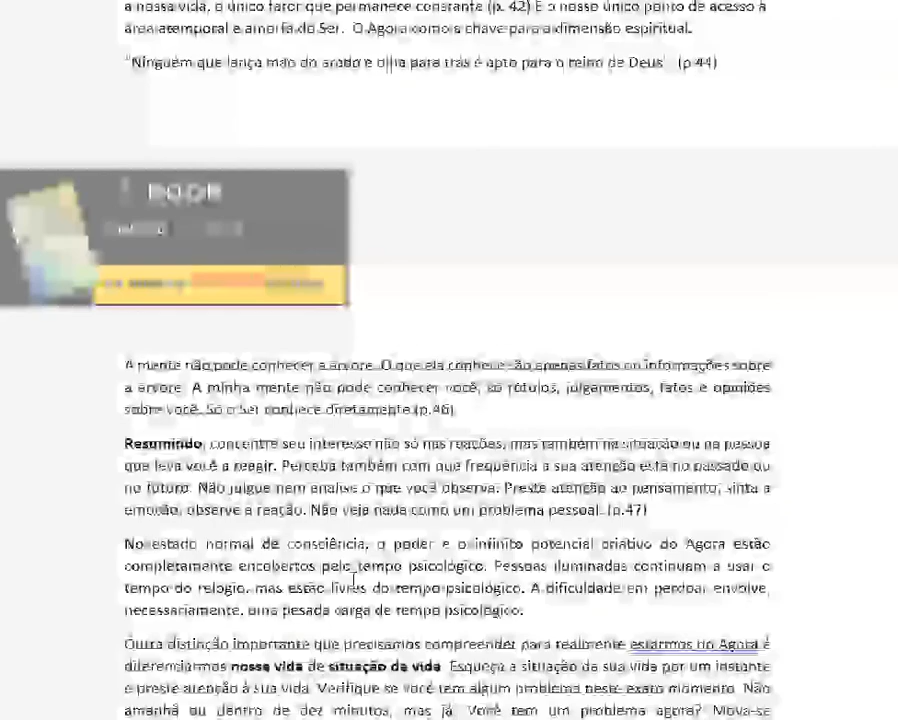 a nossa vida, o único fator que permanece constante (p. 42) E o nosso único ponto de acesso à
área atemporal e amorfa do Ser. O Agora como a chave para a dimensão espiritual.
"Ninguém que lança mão do arado e olha para trás é apto para o reino de Deus" (p.44)
A mente não pode conhecer a árvore. O que ela conhece são apenas fatos ou informações sobre
a árvore. A minha mente não pode conhecer você, só rótulos, julgamentos, fatos e opiniões
sobre você. Só o Ser conhece diretamente (p.46)
Resumindo, concentre seu interesse não só nas reações, mas também na situação ou na pessoa
que leva você a reagir. Perceba também com que frequência a sua atenção está no passado ou
no futuro. Não julgue nem analise o que você observa. Preste atenção ao pensamento, sinta a
emoção, observe a reação. Não veja nada como um problema pessoal. (p.47)
No estado normal de consciência, o poder e o infinito potencial criativo do Agora estão
completamente encobertos pelo tempo psicológico. Pessoas iluminadas continuam a usar o
tempo do relógio, mas estão livres do tempo psicológico. A dificuldade em perdoar envolve,
necessariamente, uma pesada carga de tempo psicológico.
Outra distinção importante que precisamos compreender para realmente estarmos no Agora é
diferenciarmos nossa vida de situação de vida. Esqueça a situação da sua vida por um instante
e preste atenção à sua vida. Verifique se você tem algum problema neste exato momento. Não
amanhã ou dentro de dez minutos, mas já. Você tem um problema agora? Mova-se